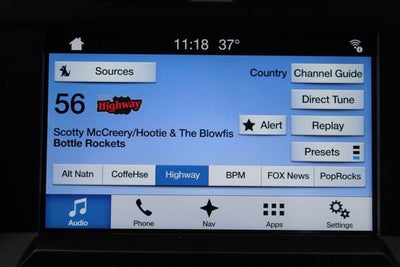 11:18 37°
Sources
Country
Channel Guide
56
Highway
Direct Tune
Scotty McCreery/Hootie & The Blowfis
Bottle Rockets
Alert
Replay
Presets
Alt Natn
CoffeHse
Highway
BPM
FOX News
PopRocks
Audio
Phone
Nav
Apps
Settings